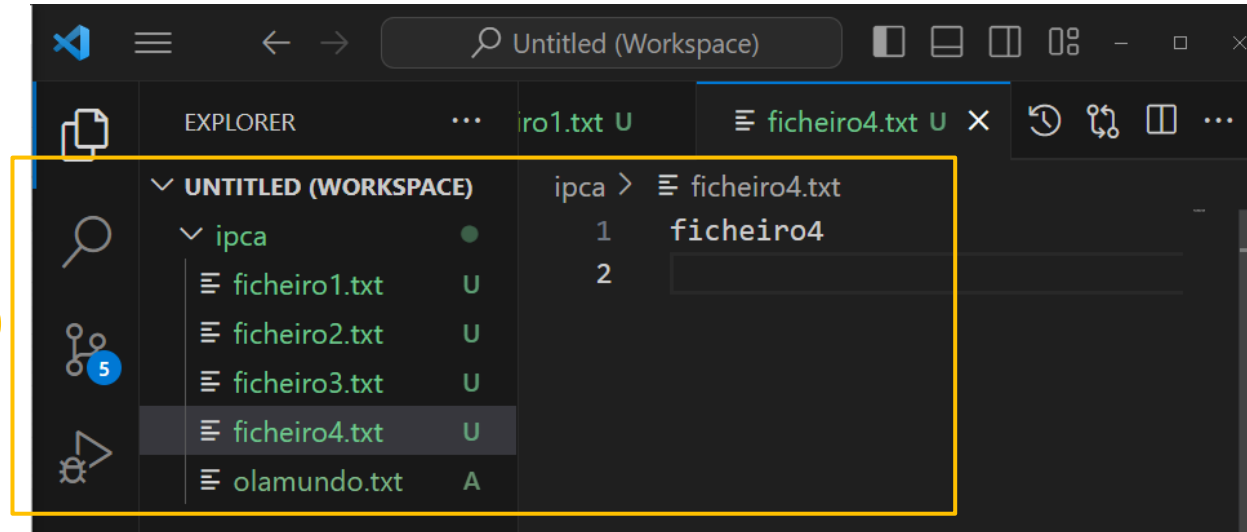 Untitled (Workspace)
EXPLORER
iro1.txt U
ficheiro4.txt U
UNTITLED (WORKSPACE)
ipca
ficheiro1.txt U
ficheiro2.txt U
ficheiro3.txt U
ficheiro4.txt U
olamundo.txt A
5
ipca > ficheiro4.txt
1 ficheiro4
2